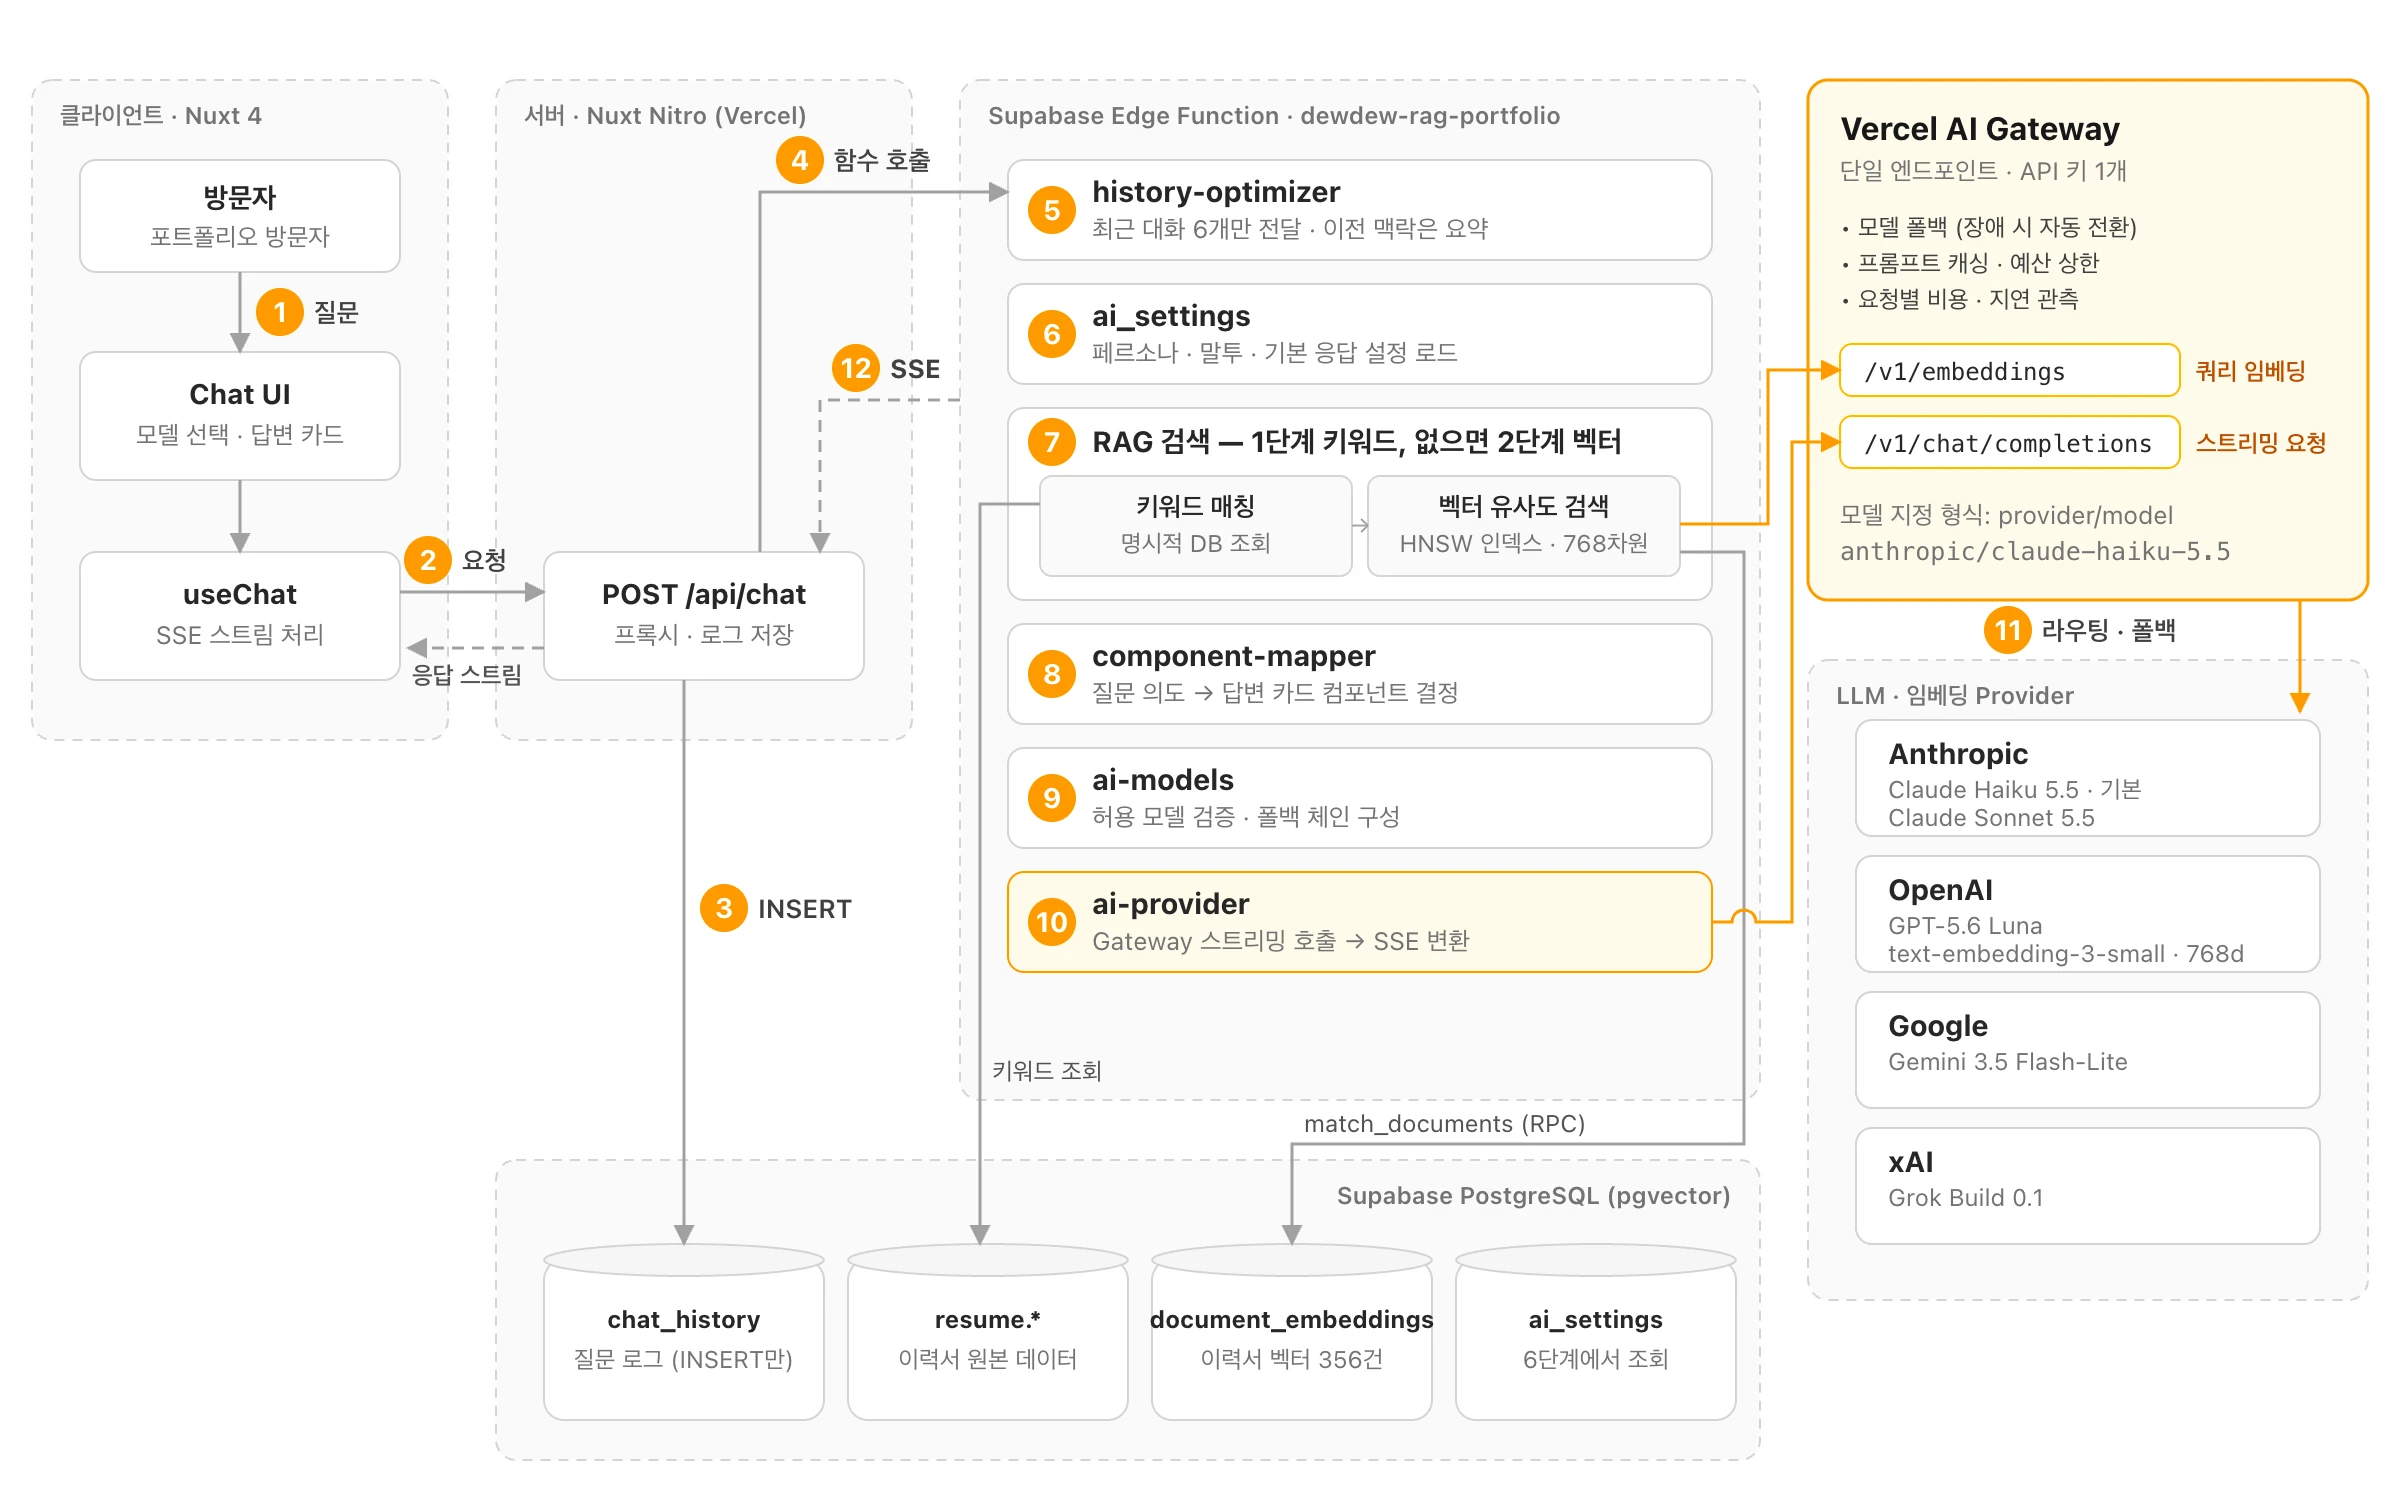 클라이언트 · Nuxt 4
방문자
포트폴리오 방문자
1 질문
Chat UI
모델 선택 · 답변 카드
useChat
SSE 스트림 처리
2 요청
응답 스트림
서버 · Nuxt Nitro (Vercel)
4 함수 호출
12 SSE
POST /api/chat
프록시 · 로그 저장
3 INSERT
Supabase Edge Function · dewdew-rag-portfolio
5 history-optimizer
최근 대화 6개만 전달 · 이전 맥락은 요약
6 ai_settings
페르소나 · 말투 · 기본 응답 설정 로드
7 RAG 검색 — 1단계 키워드, 없으면 2단계 벡터
키워드 매칭
명시적 DB 조회
→
벡터 유사도 검색
HNSW 인덱스 · 768차원
8 component-mapper
질문 의도 → 답변 카드 컴포넌트 결정
9 ai-models
허용 모델 검증 · 폴백 체인 구성
10 ai-provider
Gateway 스트리밍 호출 → SSE 변환
키워드 조회
match_documents (RPC)
Vercel AI Gateway
단일 엔드포인트 · API 키 1개
• 모델 폴백 (장애 시 자동 전환)
• 프롬프트 캐싱 · 예산 상한
• 요청별 비용 · 지연 관측
/v1/embeddings 쿼리 임베딩
/v1/chat/completions 스트리밍 요청
모델 지정 형식: provider/model
anthropic/claude-haiku-5.5
11 라우팅 · 폴백
LLM · 임베딩 Provider
Anthropic
Claude Haiku 5.5 · 기본
Claude Sonnet 5.5
OpenAI
GPT-5.6 Luna
text-embedding-3-small · 768d
Google
Gemini 3.5 Flash-Lite
xAI
Grok Build 0.1
Supabase PostgreSQL (pgvector)
chat_history
질문 로그 (INSERT만)
resume.*
이력서 원본 데이터
document_embeddings
이력서 벡터 356건
ai_settings
6단계에서 조회